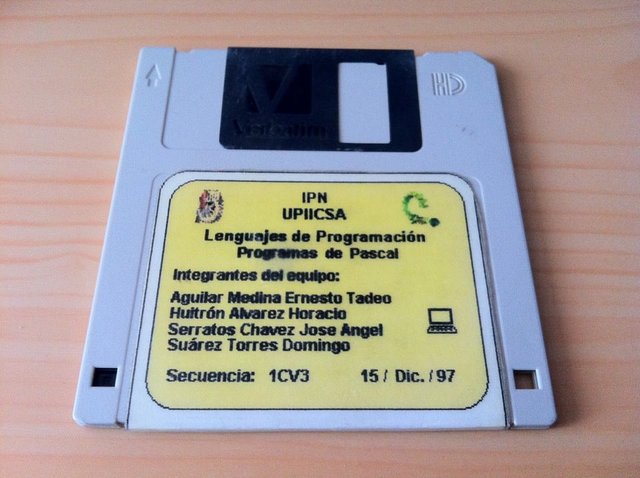 HD
Verbatim
IPN
UPIICSA
Lenguajes de Programación
Programas de Pascal
Integrantes del equipo:
Aguilar Medina Ernesto Tadeo
Huitrón Alvarez Horacio
Serratos Chavez Jose Angel
Suárez Torres Domingo
Secuencia: 1CV3 15 / Dic. / 97